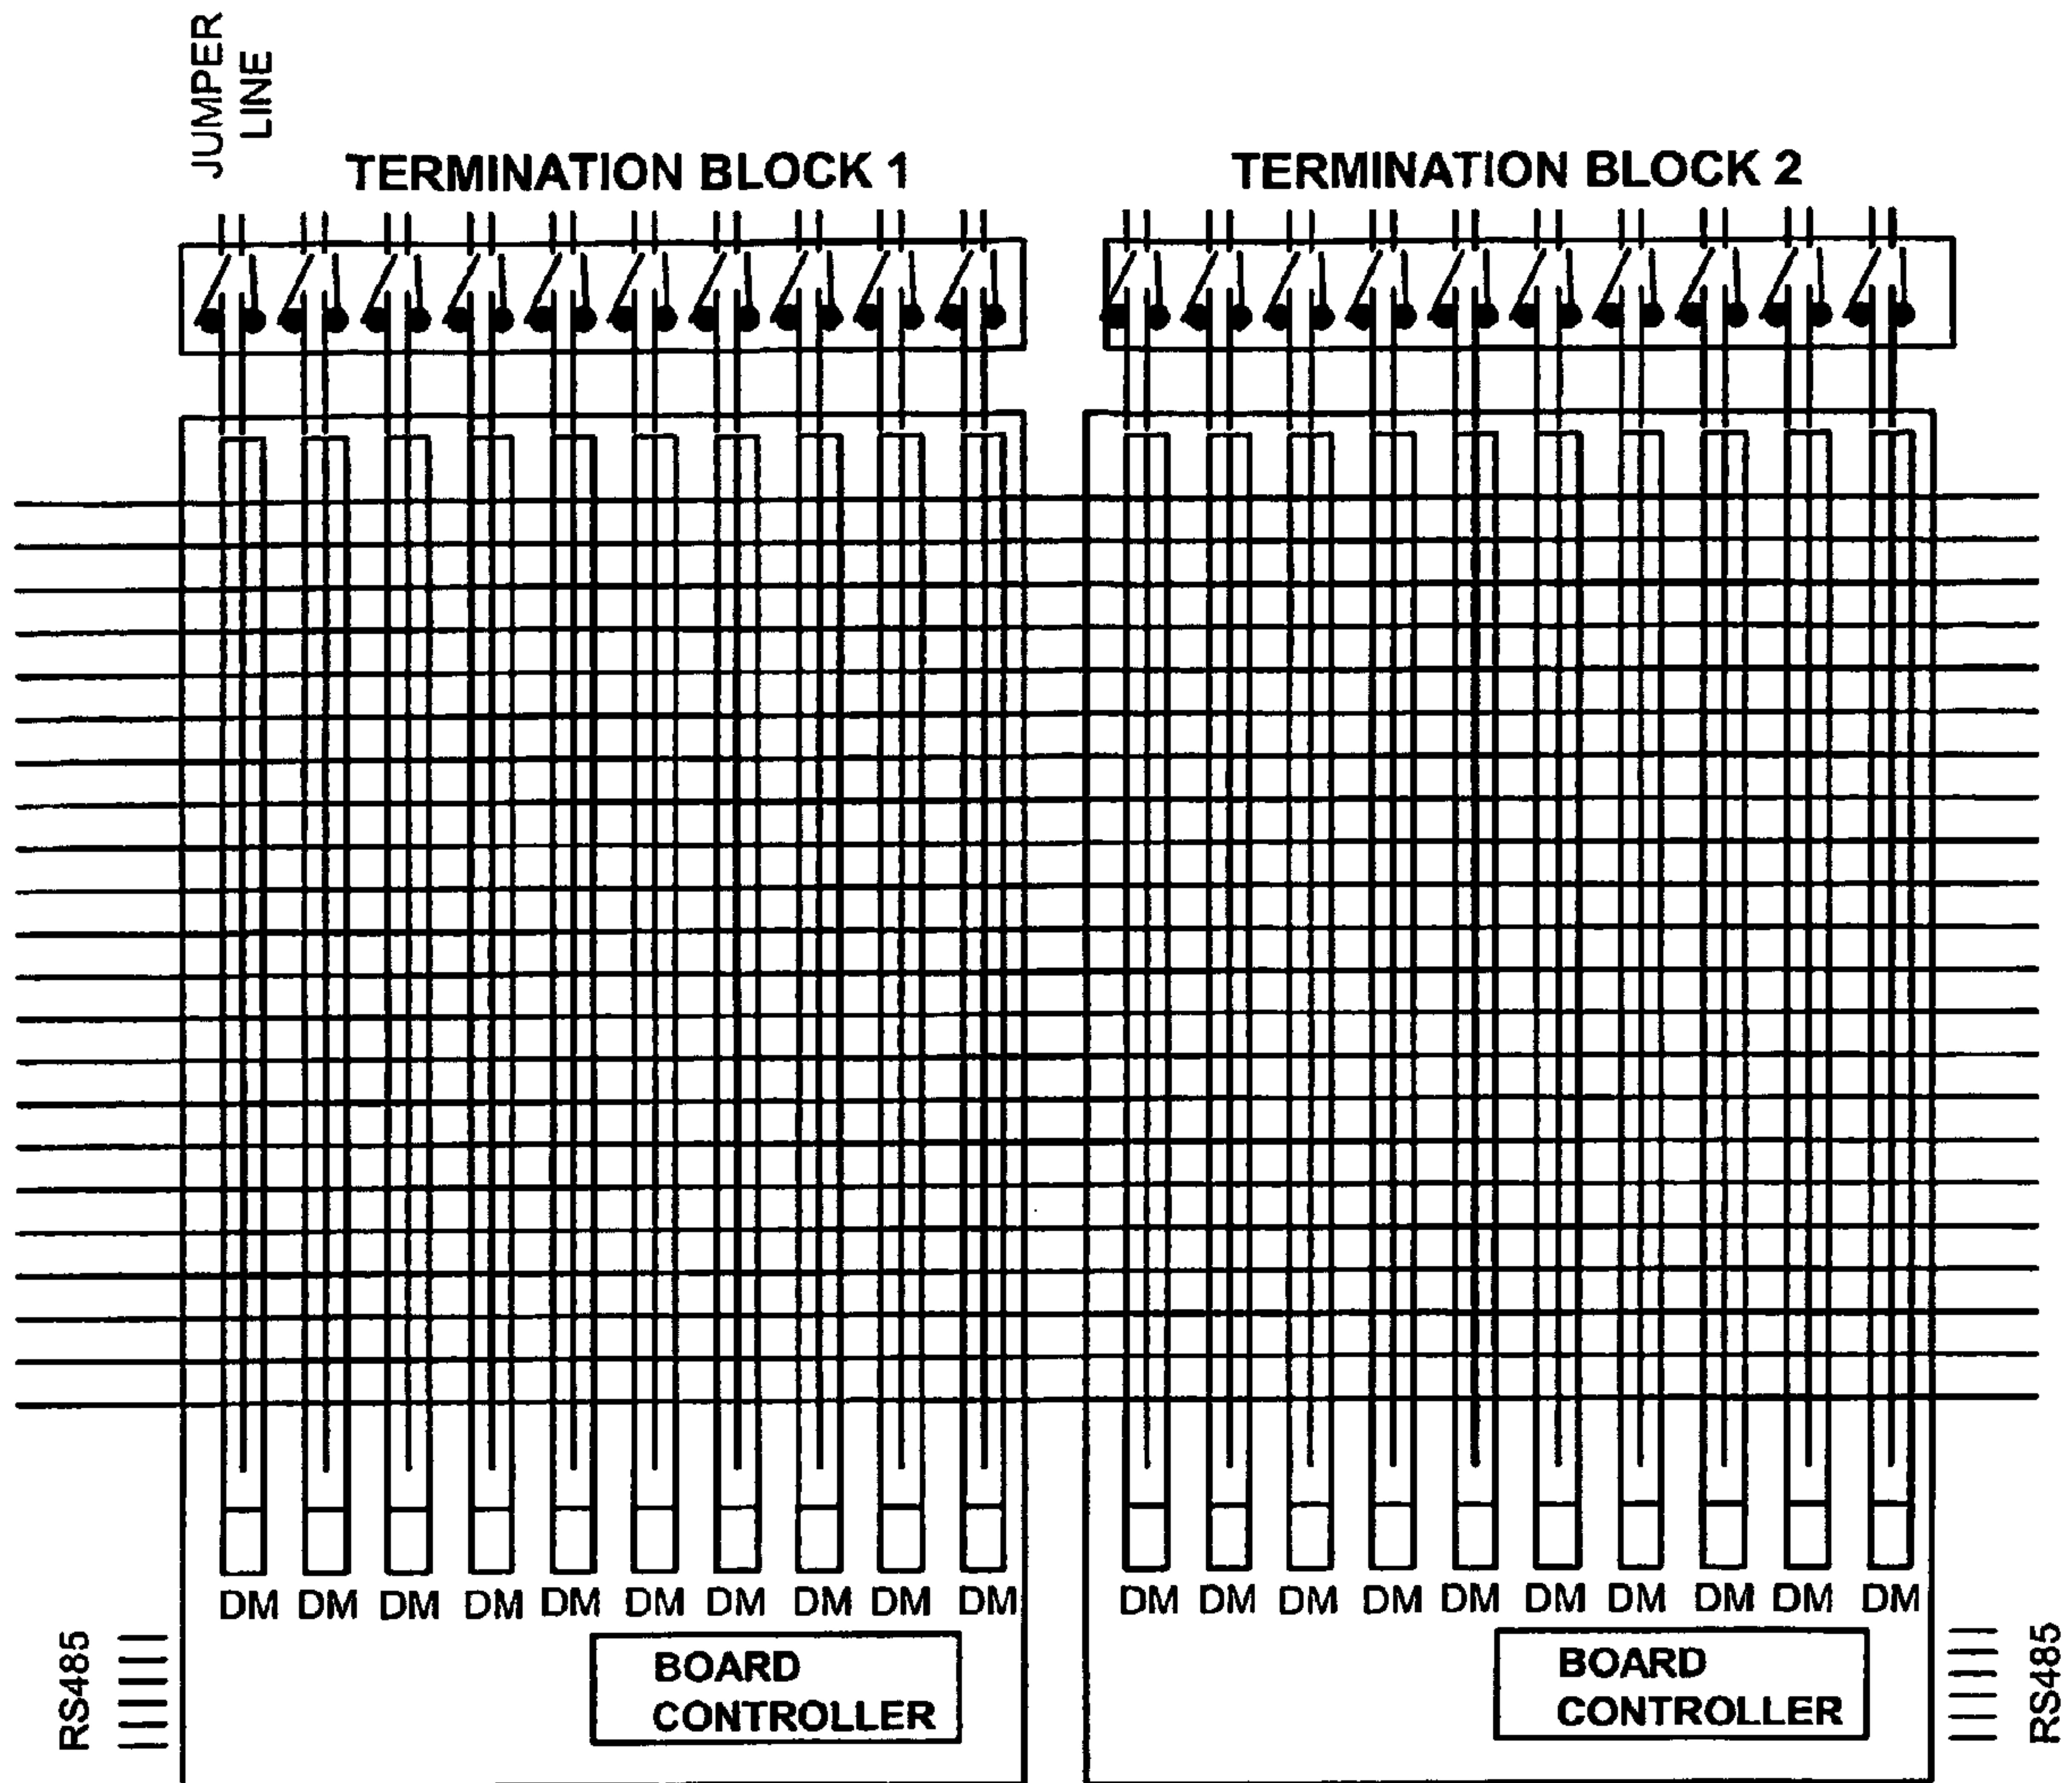 JUMPER
LINE
TERMINATION BLOCK 1
TERMINATION BLOCK 2
DM DM DM DM DM DM DM DM DM DM
DM DM DM DM DM DM DM DM DM DM
RS485
BOARD
CONTROLLER
BOARD
CONTROLLER
RS485